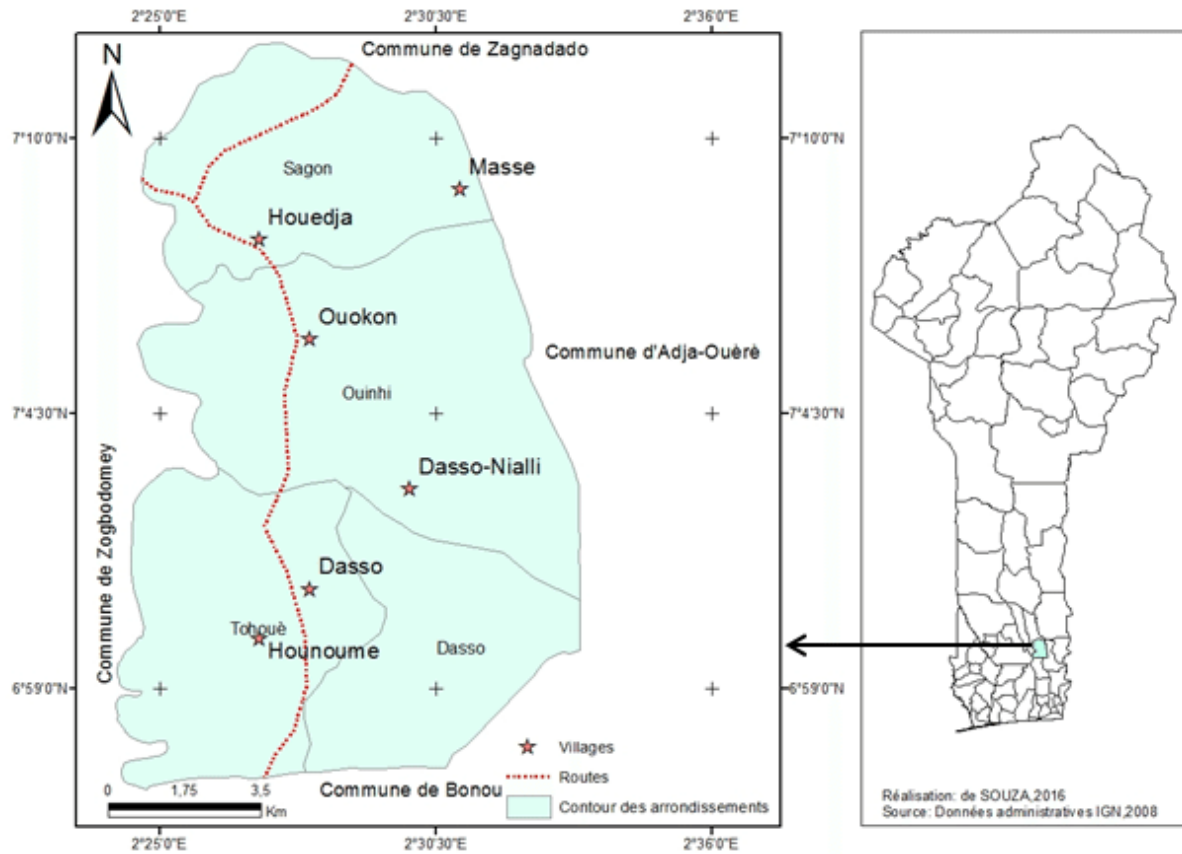 2°25'0"E 2°30'30"E 2°36'0"E
N
Commune de Zagnadado
7°10'0"N 7°10'0"N
Sagon
Masse
Houedja
Ouokon
Commune d'Adja-Ouèrè
Ouinhi
7°4'30"N 7°4'30"N
Dasso-Nialli
Commune de Zogbodomey
Dasso
Tohouè
Hounoume
Dasso
6°59'0"N 6°59'0"N
Villages
Routes
Contour des arrondissements
Commune de Bonou
0 1,75 3,5
Km
2°25'0"E 2°30'30"E 2°36'0"E
Réalisation: de SOUZA,2016
Source: Données administratives IGN,2008